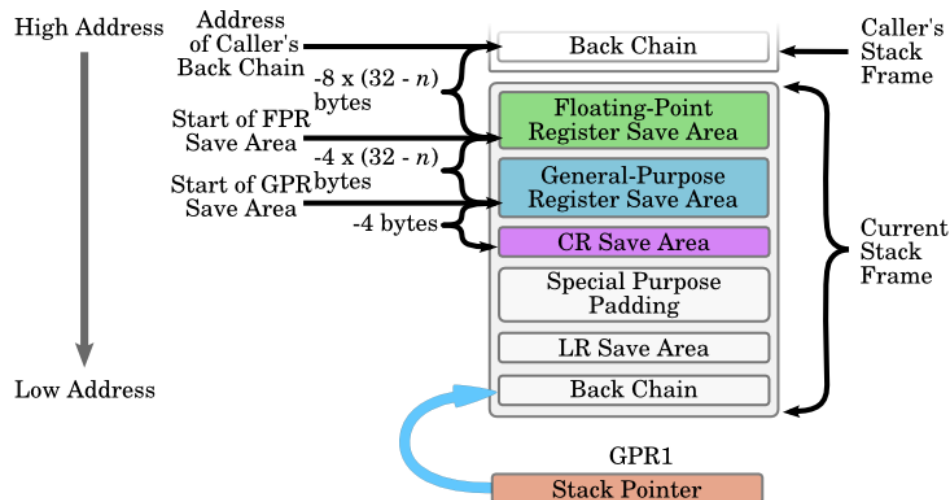 High Address
Low Address
Address
of Caller's
Back Chain
-8 x (32 - n)
bytes
Start of FPR
Save Area
-4 x (32 - n)
bytes
Start of GPR
Save Area
-4 bytes
Back Chain
Floating-Point
Register Save Area
General-Purpose
Register Save Area
CR Save Area
Special Purpose
Padding
LR Save Area
Back Chain
GPR1
Stack Pointer
Caller's
Stack
Frame
Current
Stack
Frame